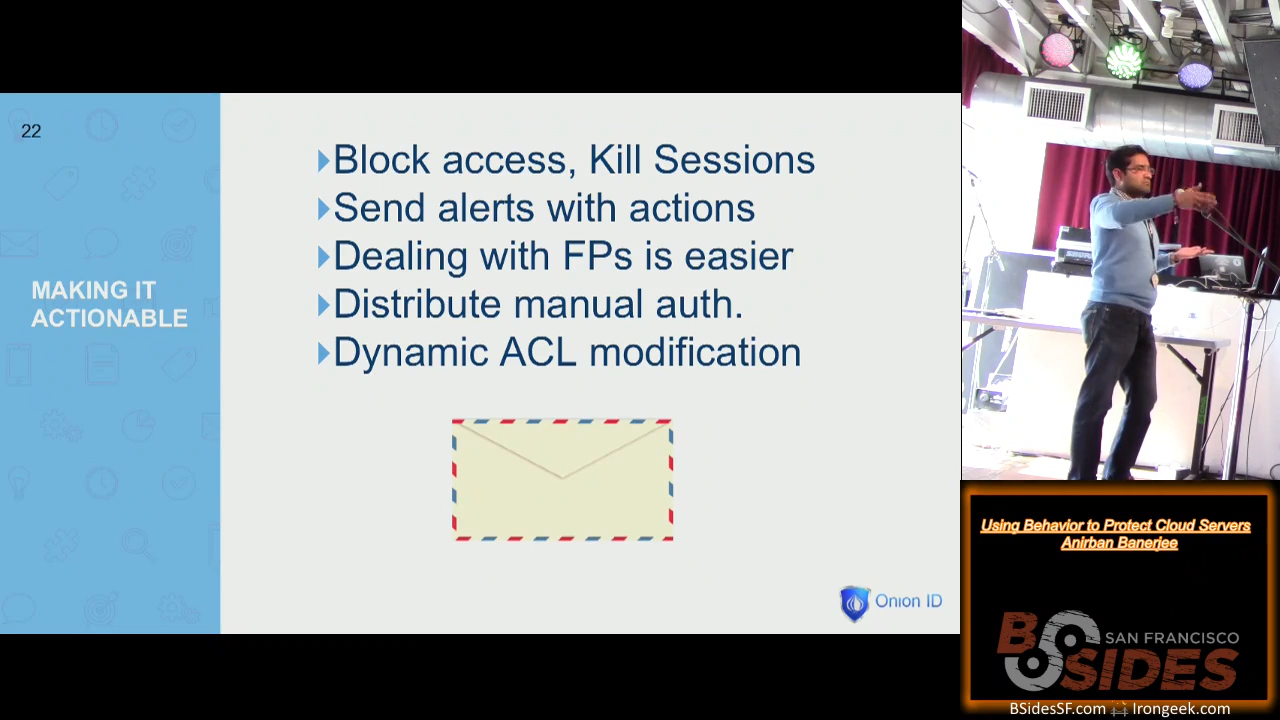 22
MAKING IT
ACTIONABLE
Block access, Kill Sessions
Send alerts with actions
Dealing with FPs is easier
Distribute manual auth.
Dynamic ACL modification
Onion ID
Using Behavior to Protect Cloud Servers
Anirban Banerjee
BSIDES
SAN FRANCISCO
BSidesSF.com
Irongeek.com